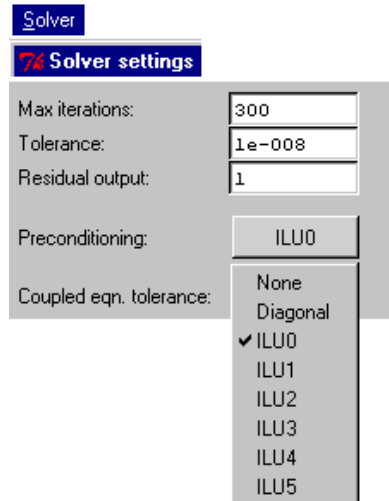 Solver
Solver settings
Max iterations: 300
Tolerance: 1e-008
Residual output: 1
Preconditioning: ILU0
Coupled eqn. tolerance:
None
Diagonal
ILU0
ILU1
ILU2
ILU3
ILU4
ILU5